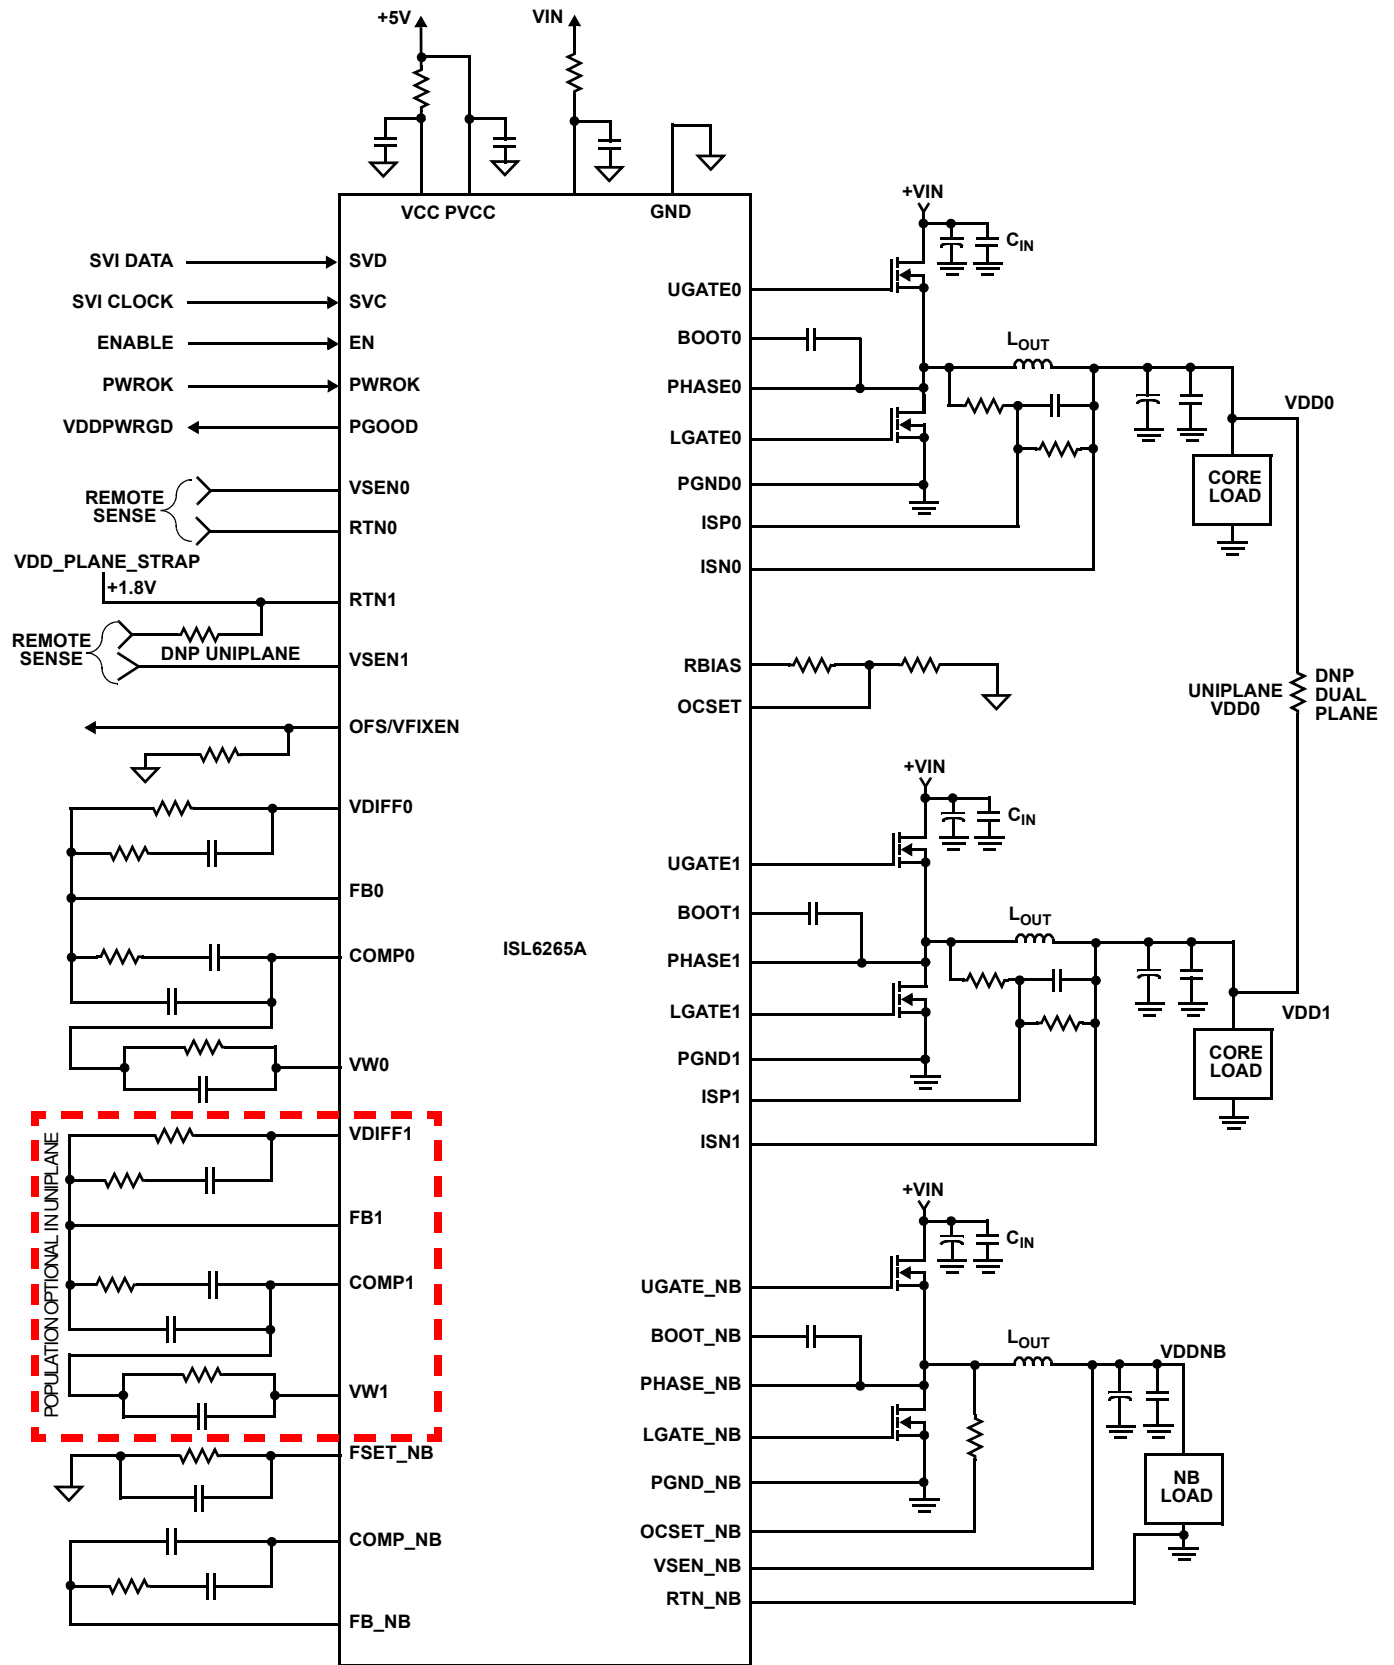 +5V
VIN
VCC PVCC
GND
+VIN
CIN
SVI DATA
SVD
SVI CLOCK
SVC
ENABLE
EN
PWROK
PWROK
VDDPWRGD
PGOOD
REMOTE
SENSE
VSEN0
RTN0
VDD_PLANE_STRAP
+1.8V
RTN1
REMOTE
SENSE
DNP UNIPLANE
VSEN1
OFS/VFIXEN
VDIFF0
FB0
COMP0
VW0
POPULATION OPTIONAL IN UNIPLANE
VDIFF1
FB1
COMP1
VW1
FSET_NB
COMP_NB
FB_NB
ISL6265A
UGATE0
BOOT0
LOUT
PHASE0
VDD0
LGATE0
PGND0
CORE
LOAD
ISP0
ISN0
RBIAS
OCSET
UNIPLANE
VDD0
DNP
DUAL
PLANE
+VIN
CIN
UGATE1
BOOT1
LOUT
PHASE1
LGATE1
VDD1
PGND1
CORE
LOAD
ISP1
ISN1
+VIN
CIN
UGATE_NB
BOOT_NB
LOUT
VDDNB
PHASE_NB
LGATE_NB
PGND_NB
NB
LOAD
OCSET_NB
VSEN_NB
RTN_NB